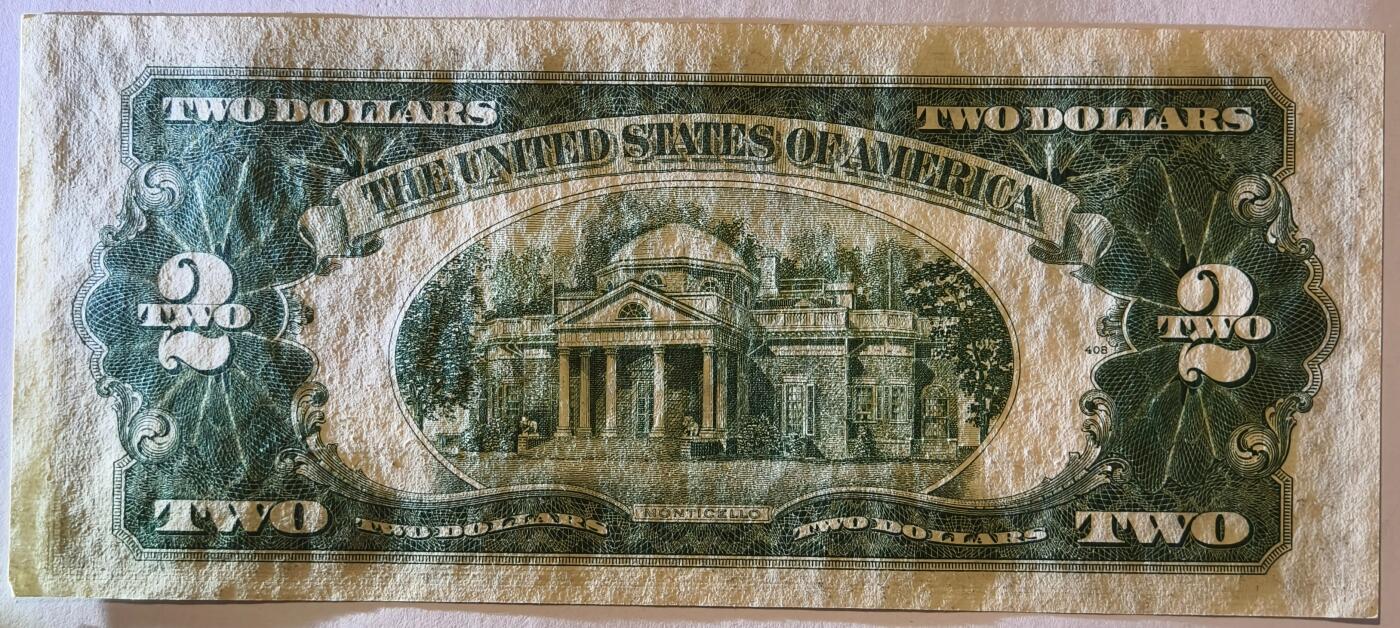 TWO DOLLARS TWO DOLLARS
THE UNITED STATES OF AMERICA
2 2
TWO TWO
408
TWO TWO DOLLARS MONTICELLO TWO DOLLARS TWO